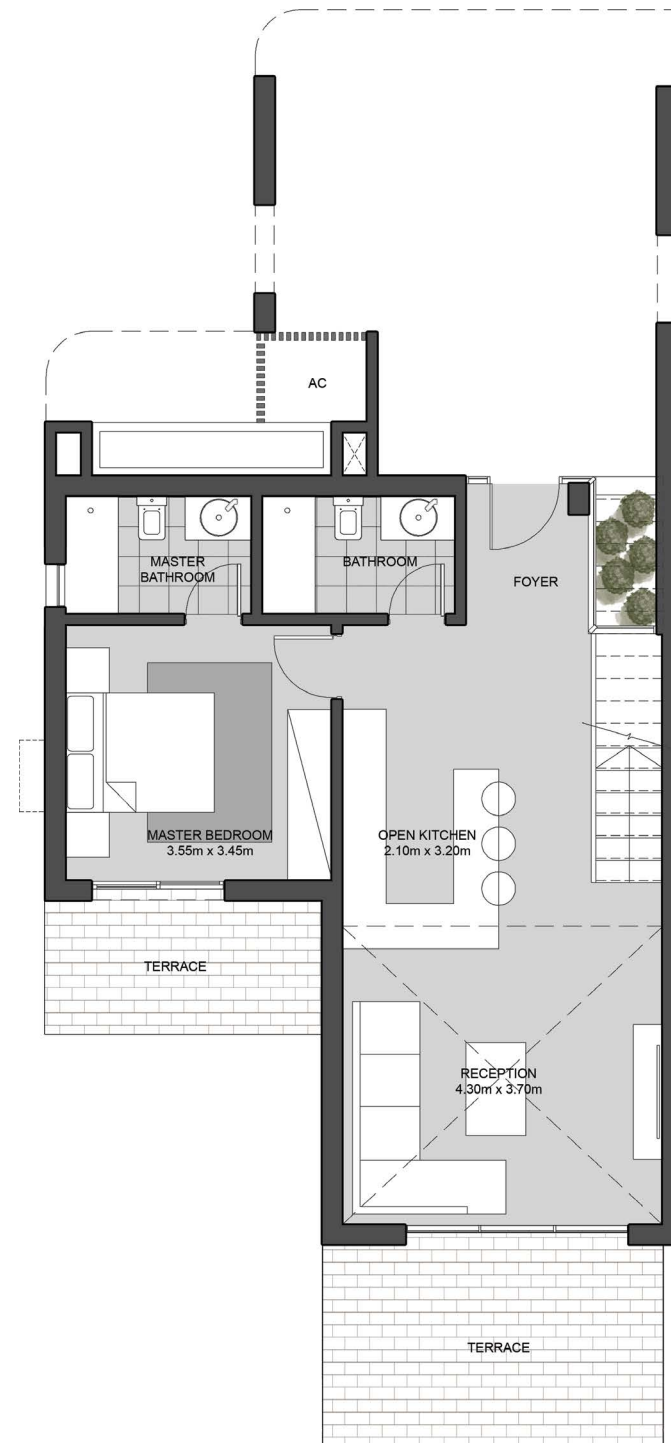 AC
MASTER
BATHROOM
BATHROOM
FOYER
MASTER BEDROOM
3.55m x 3.45m
OPEN KITCHEN
2.10m x 3.20m
TERRACE
RECEPTION
4.30m x 3.70m
TERRACE